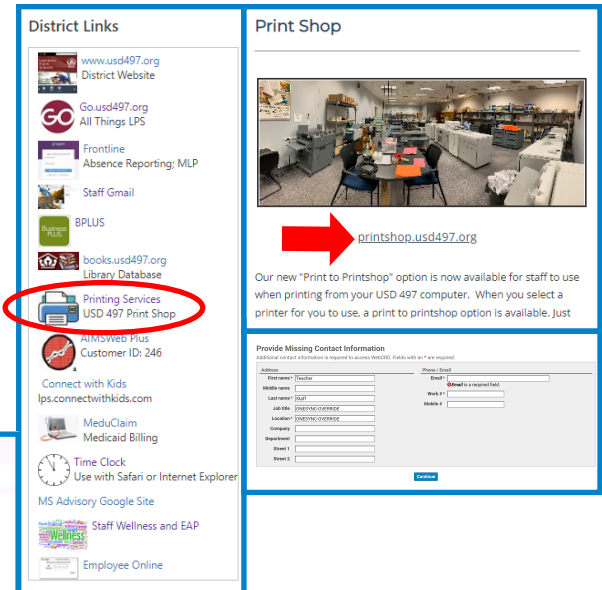 District Links
www.usd497.org
District Website
GO
Go.usd497.org
All Things LPS
Frontline
Absence Reporting; MLP
Staff Gmail
Business
PLUS
BPLUS
books.usd497.org
Library Database
Printing Services
USD 497 Print Shop
AIMSWeb Plus
Customer ID: 246
Connect with Kids
lps.connectwithkids.com
MeduClaim
Medicaid Billing
Time Clock
Use with Safari or Internet Explorer
MS Advisory Google Site
Wellness
Staff Wellness and EAP
Employee Online
Print Shop
printshop.usd497.org
Our new "Print to Printshop" option is now available for staff to use
when printing from your USD 497 computer. When you select a
printer for you to use, a print to printshop option is available. Just
Provide Missing Contact Information
Additional contact information is required to access WebCRD. Fields with an * are required.
Address
First name * Teacher
Middle name
Last name * Staff
Job title ONESYNC-OVERRIDE
Location * ONESYNC-OVERRIDE
Company
Department
Street 1
Street 2
Phone / Email
Email *
Email is a required field.
Work # *
Mobile #
Continue